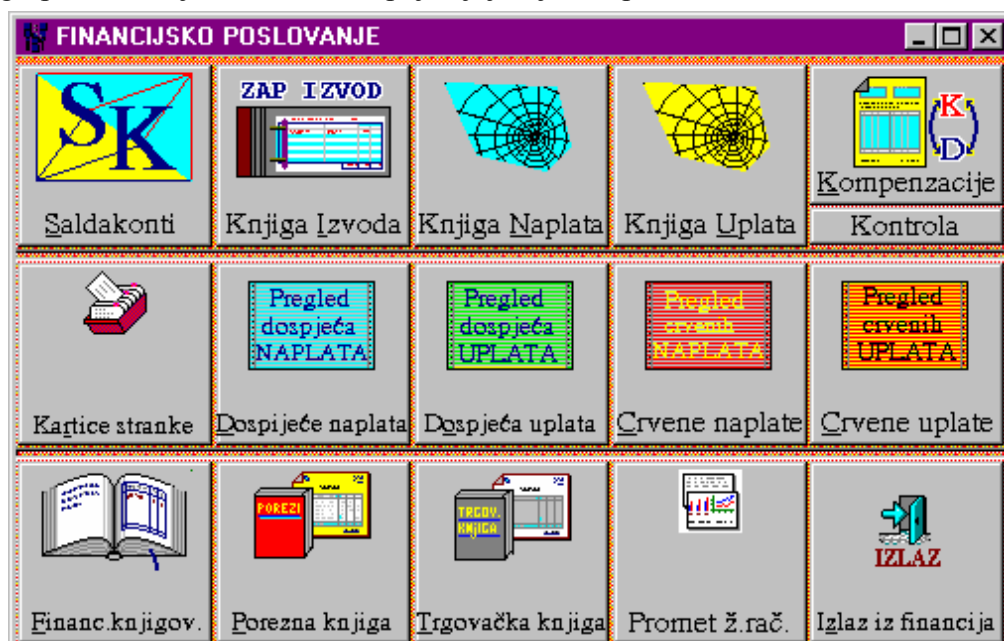 FINANCIJSKO POSLOVANJE
SK
Saldakonti
ZAP IZVOD
Knjiga Izvoda
Knjiga Naplata
Knjiga Uplata
K
D
Kompenzacije
Kontrola
Kartice stranke
Pregled
dospjeća
NAPLATA
Dospijeće naplata
Pregled
dospjeća
UPLATA
Dospjeća uplata
Pregled
crvenih
NAPLATA
Crvene naplate
Pregled
crvenih
UPLATA
Crvene uplate
Financ.knjigov.
POREZI
Porezna knjiga
TRGOV.
KNJIGA
Trgovačka knjiga
Promet ž.rač.
IZLAZ
Izlaz iz financija